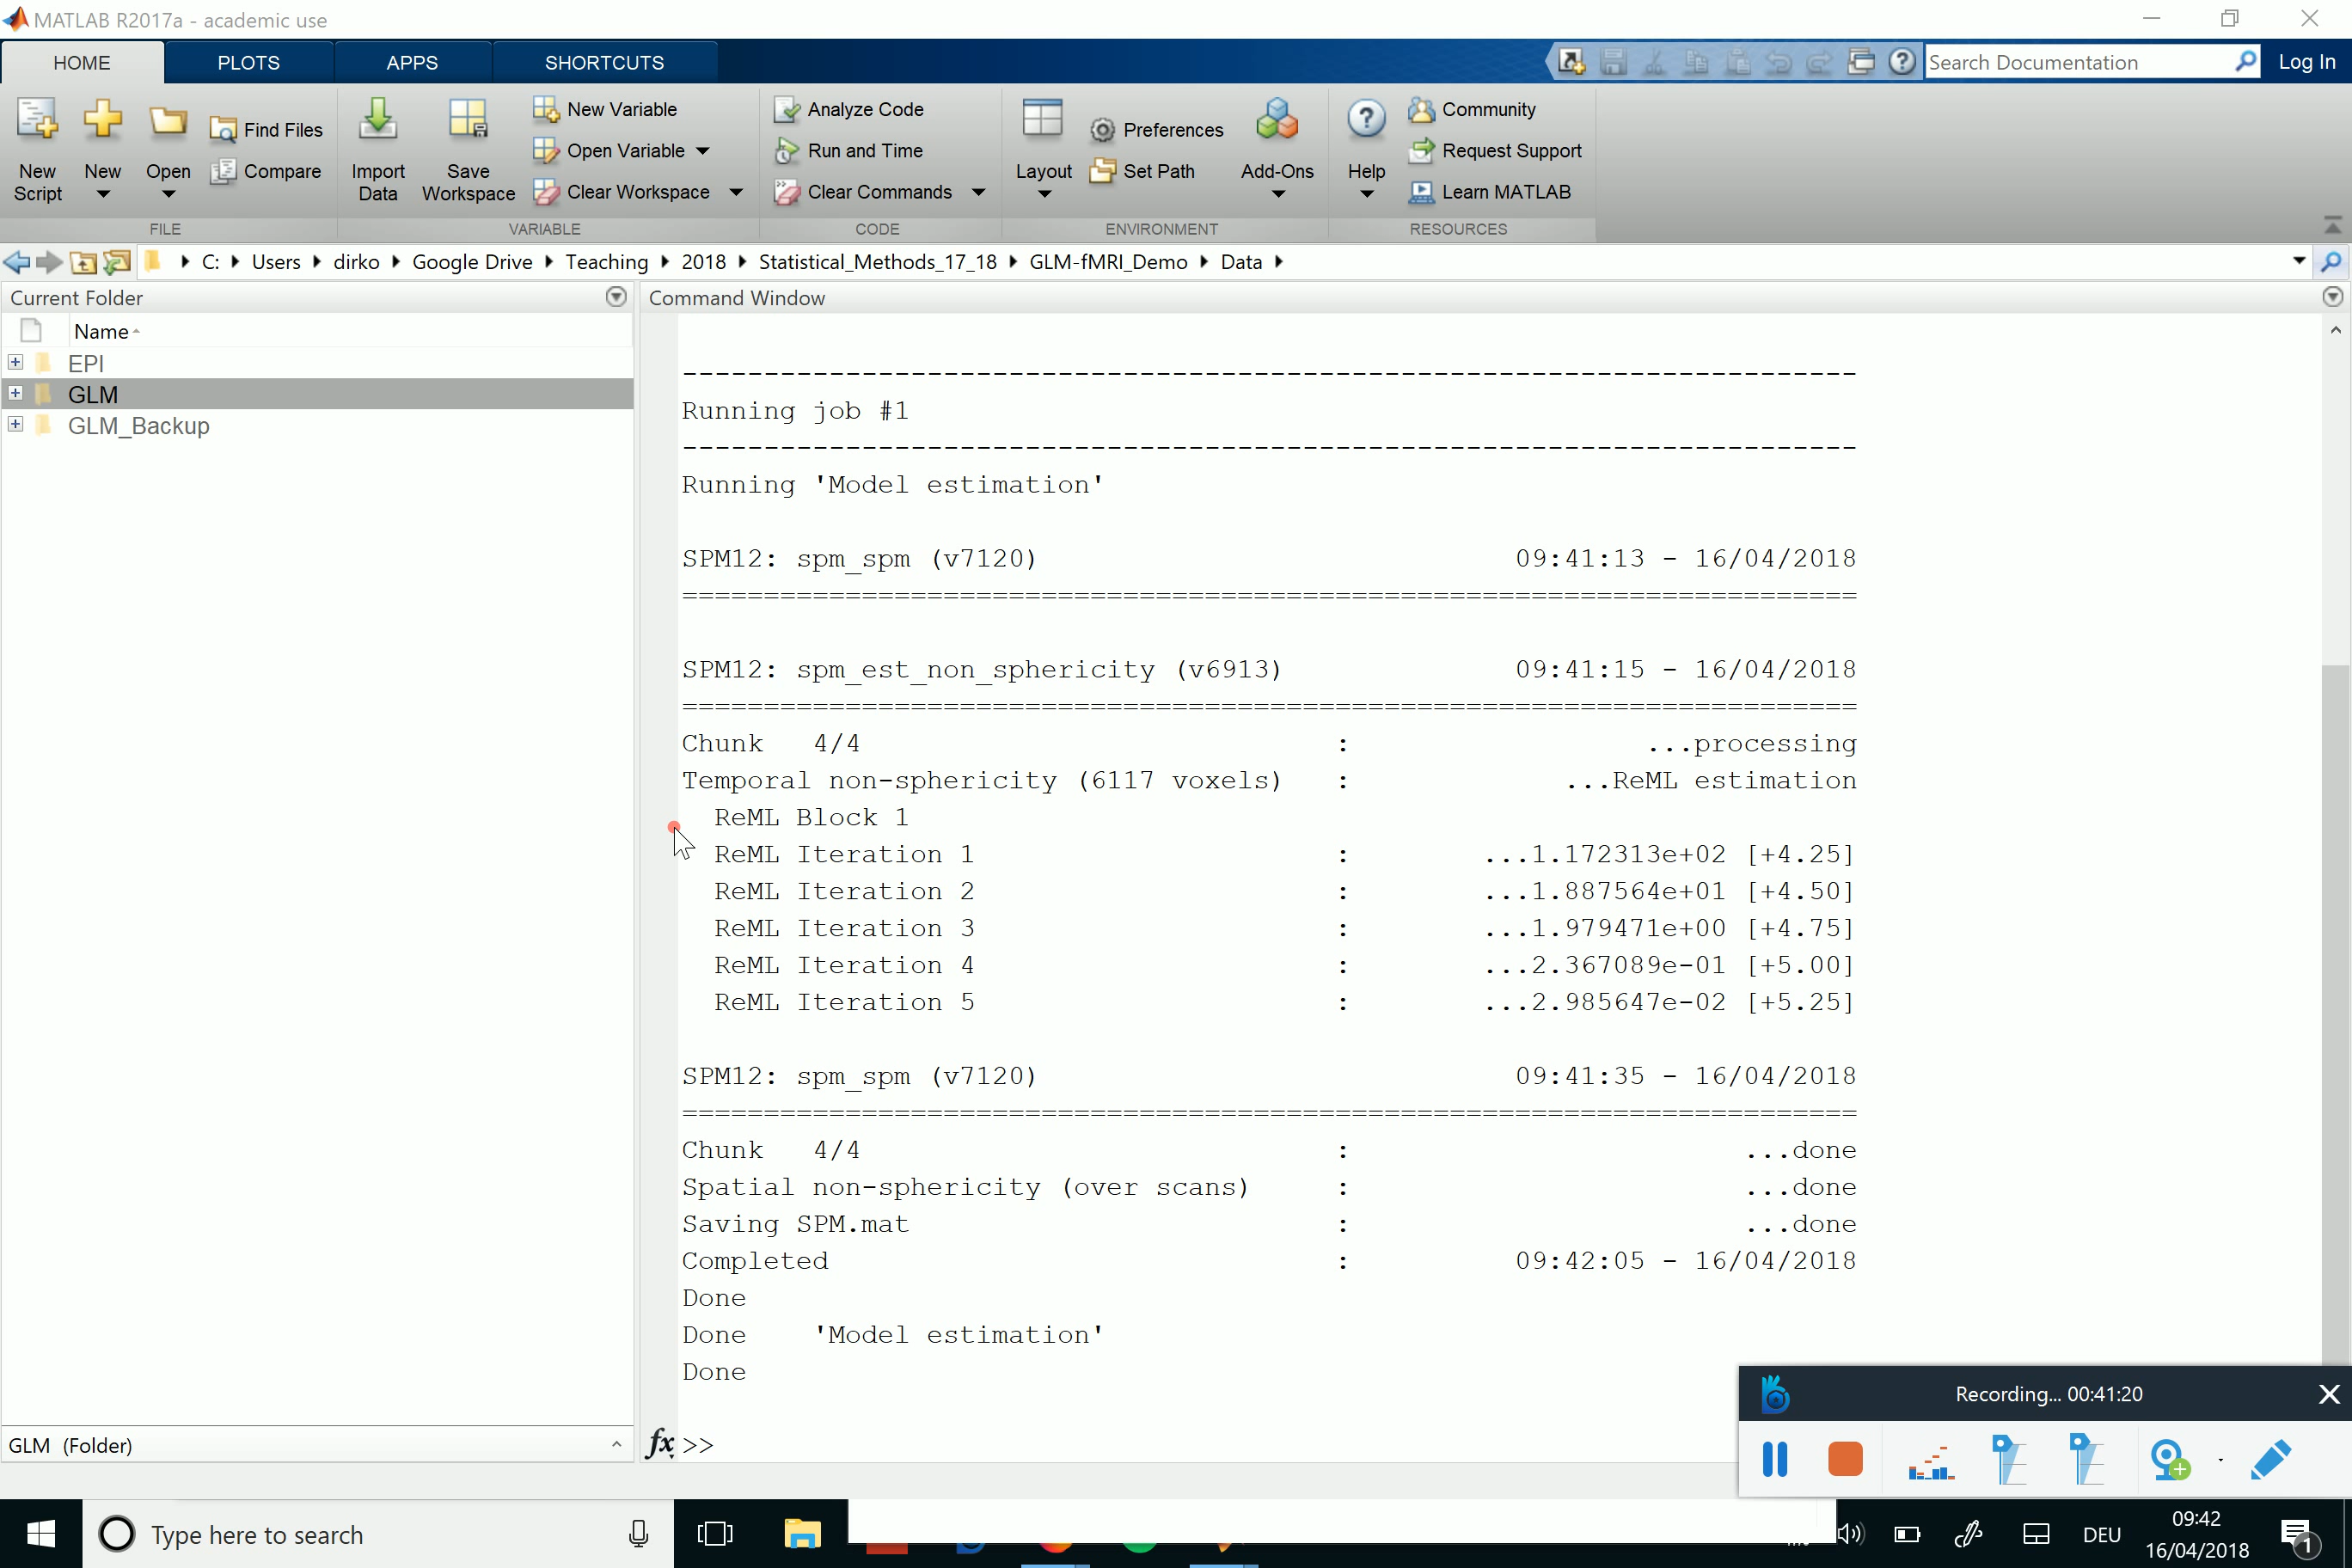 MATLAB R2017a - academic use
HOME PLOTS APPS SHORTCUTS
Search Documentation
Log In
New Script
New
Open
Find Files
Compare
FILE
Import Data
Save Workspace
New Variable
Open Variable
Clear Workspace
VARIABLE
Analyze Code
Run and Time
Clear Commands
CODE
Layout
Preferences
Set Path
Add-Ons
ENVIRONMENT
Help
Community
Request Support
Learn MATLAB
RESOURCES
C: Users dirko Google Drive Teaching 2018 Statistical_Methods_17_18 GLM-fMRI_Demo Data
Current Folder
Name
EPI
GLM
GLM_Backup
GLM (Folder)
Command Window
------------------------------------------------------------------------
Running job #1
------------------------------------------------------------------------
Running 'Model estimation'
SPM12: spm_spm (v7120) 09:41:13 - 16/04/2018
========================================================================
SPM12: spm_est_non_sphericity (v6913) 09:41:15 - 16/04/2018
========================================================================
Chunk 4/4 : ...processing
Temporal non-sphericity (6117 voxels) : ...ReML estimation
ReML Block 1
ReML Iteration 1 : ...1.172313e+02 [+4.25]
ReML Iteration 2 : ...1.887564e+01 [+4.50]
ReML Iteration 3 : ...1.979471e+00 [+4.75]
ReML Iteration 4 : ...2.367089e-01 [+5.00]
ReML Iteration 5 : ...2.985647e-02 [+5.25]
SPM12: spm_spm (v7120) 09:41:35 - 16/04/2018
========================================================================
Chunk 4/4 : ...done
Spatial non-sphericity (over scans) : ...done
Saving SPM.mat : ...done
Completed : 09:42:05 - 16/04/2018
Done
Done 'Model estimation'
Done
fx >>
Recording... 00:41:20
Type here to search
DEU
09:42
16/04/2018
1